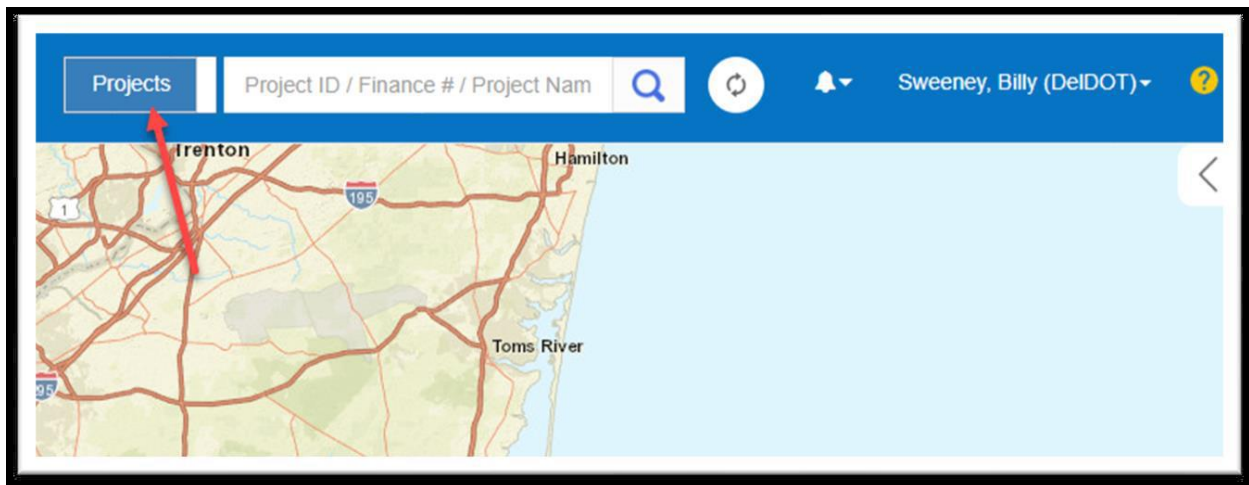 Projects
Project ID / Finance # / Project Nam
Sweeney, Billy (DelDOT)
?
Trenton
Hamilton
195
1
Toms River
95